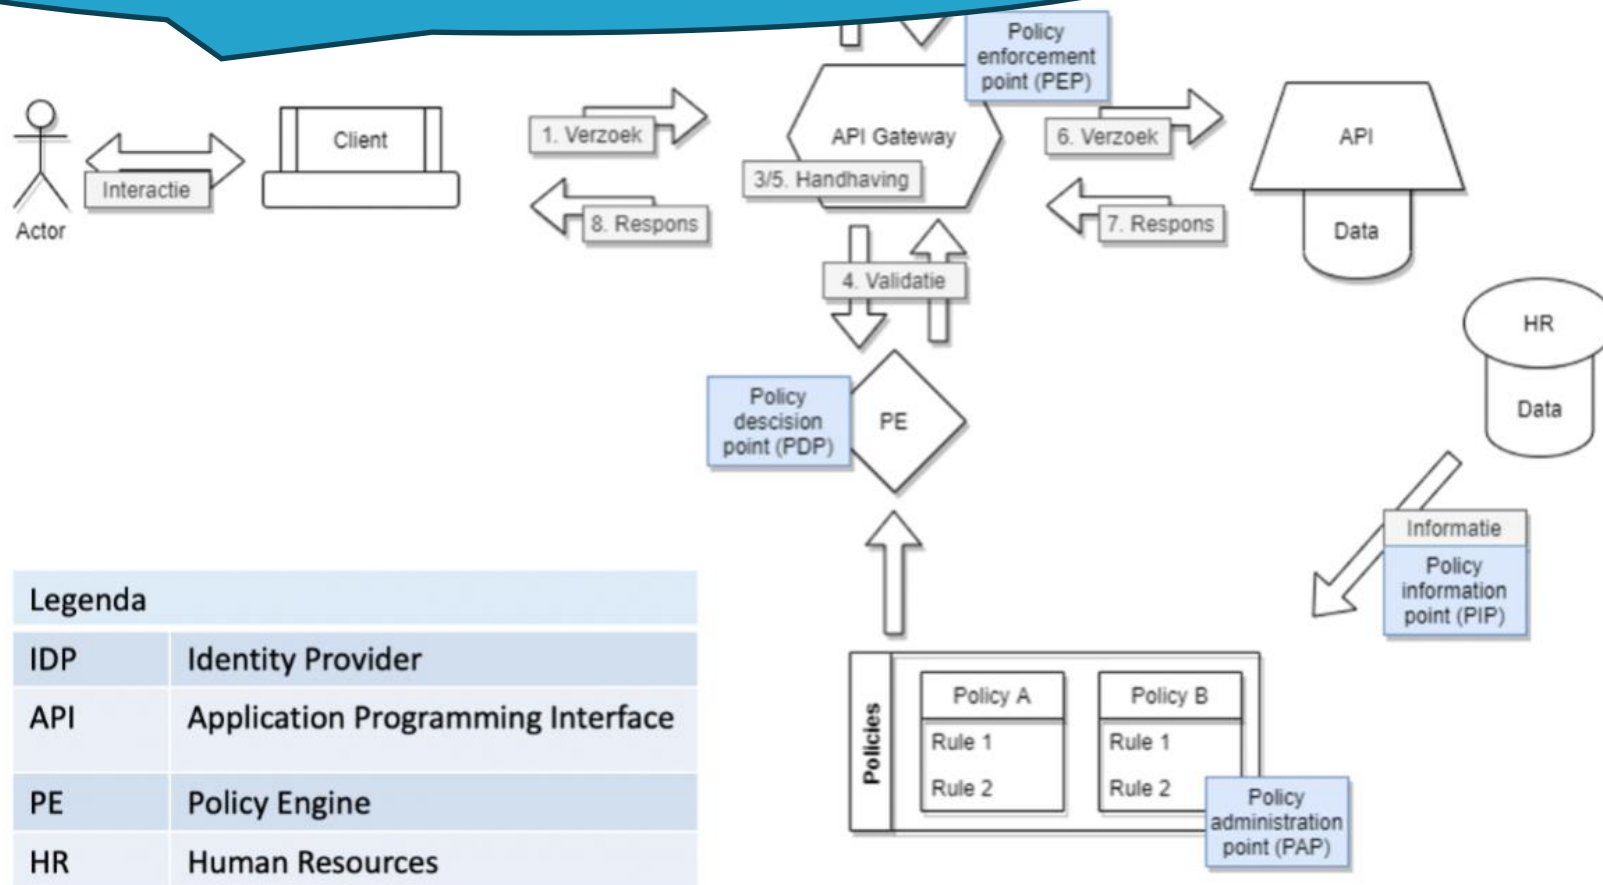 Policy
enforcement
point (PEP)
Client
1. Verzoek
API Gateway
6. Verzoek
API
Interactie
3/5. Handhaving
Actor
8. Respons
7. Respons
Data
4. Validatie
HR
Data
Policy
descision
point (PDP)
PE
Informatie
Policy
information
point (PIP)
Legenda
IDP Identity Provider
API Application Programming Interface
PE Policy Engine
HR Human Resources
Policies
Policy A
Rule 1
Rule 2
Policy B
Rule 1
Rule 2
Policy
administration
point (PAP)